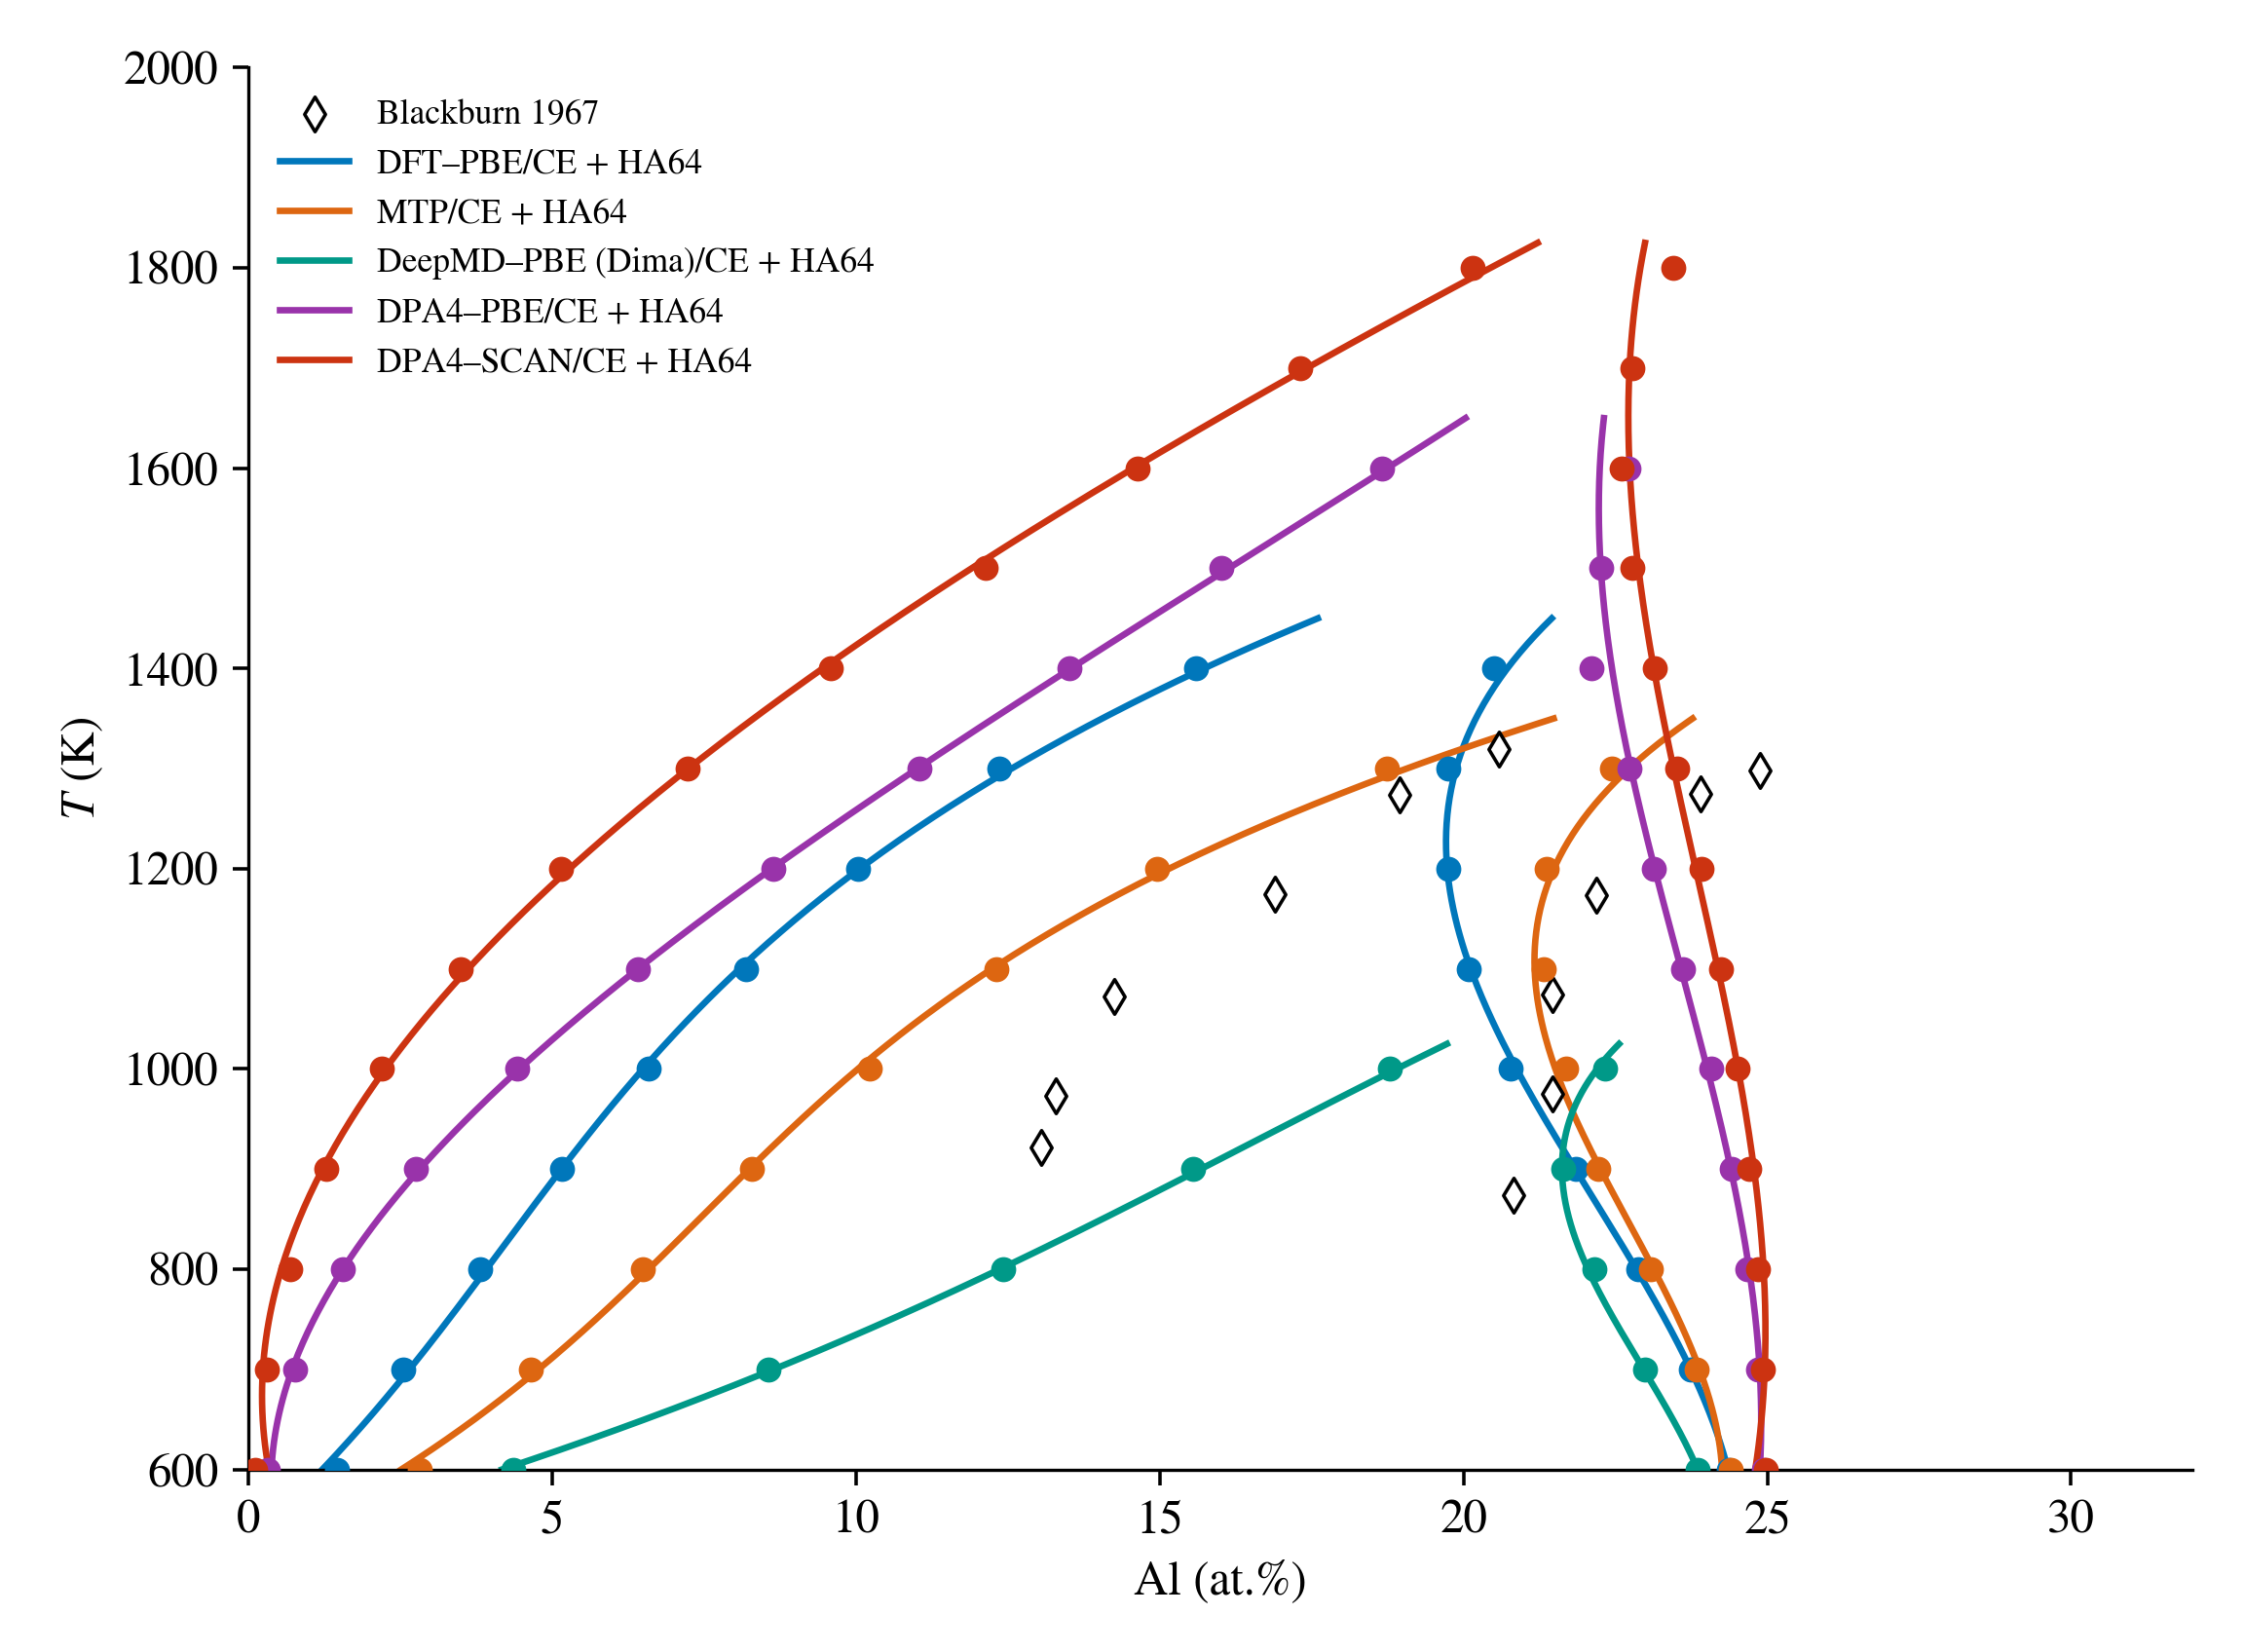 2000
1800
1600
1400
1200
1000
800
600
T (K)
Blackburn 1967
DFT–PBE/CE + HA64
MTP/CE + HA64
DeepMD–PBE (Dima)/CE + HA64
DPA4–PBE/CE + HA64
DPA4–SCAN/CE + HA64
0 5 10 15 20 25 30
Al (at.%)